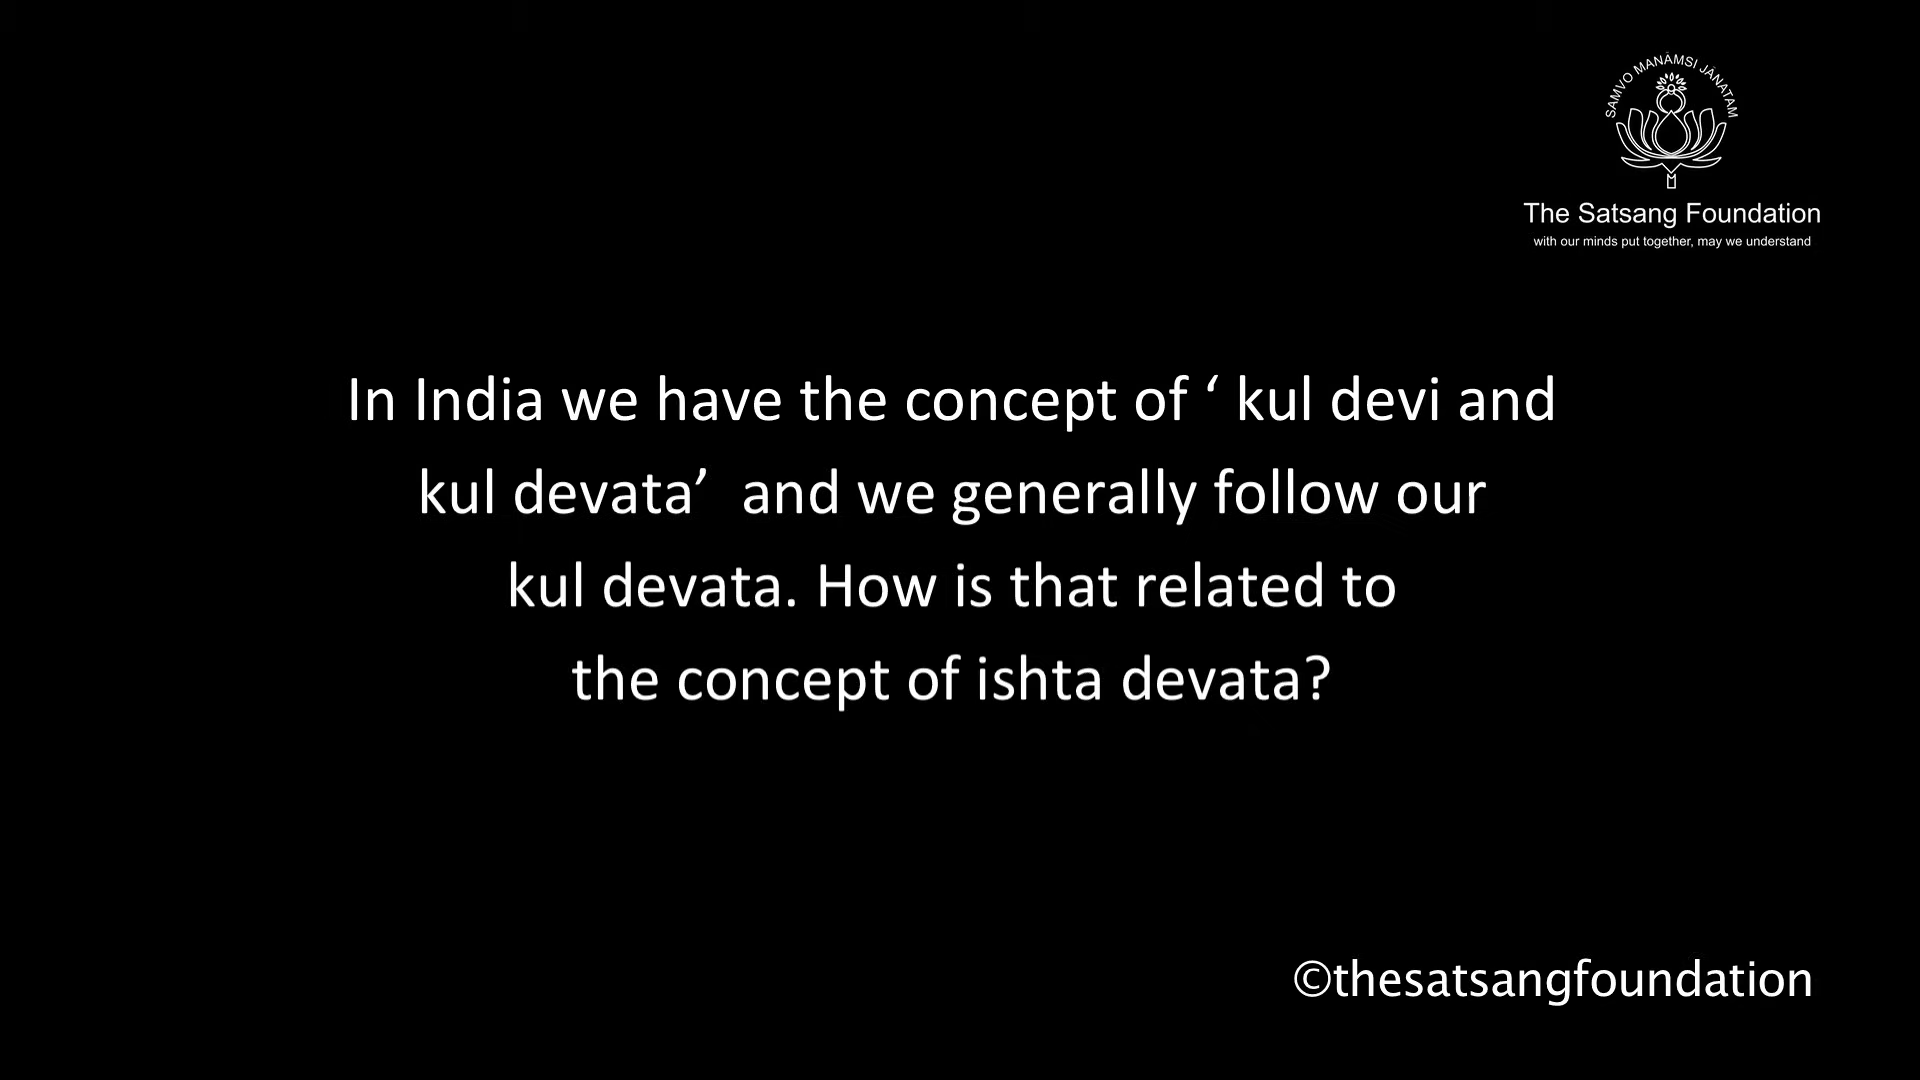 SAMVO MANĀMSI JĀNATAM
The Satsang Foundation
with our minds put together, may we understand
In India we have the concept of ‘ kul devi and
kul devata’  and we generally follow our
kul devata. How is that related to
the concept of ishta devata?
©thesatsangfoundation